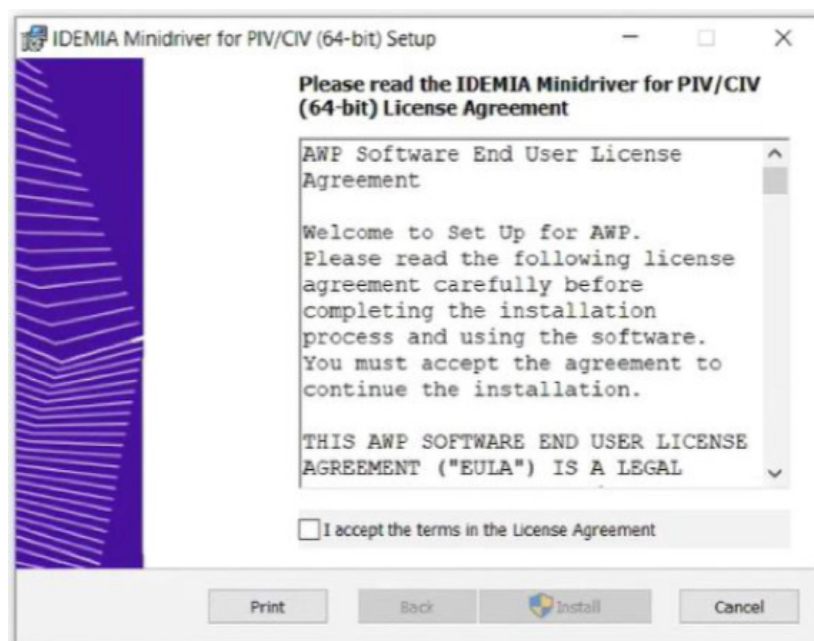 IDEMIA Minidriver for PIV/CIV (64-bit) Setup
Please read the IDEMIA Minidriver for PIV/CIV
(64-bit) License Agreement
AWP Software End User License
Agreement
Welcome to Set Up for AWP.
Please read the following license
agreement carefully before
completing the installation
process and using the software.
You must accept the agreement to
continue the installation.
THIS AWP SOFTWARE END USER LICENSE
AGREEMENT ("EULA") IS A LEGAL
I accept the terms in the License Agreement
Print
Back
Install
Cancel